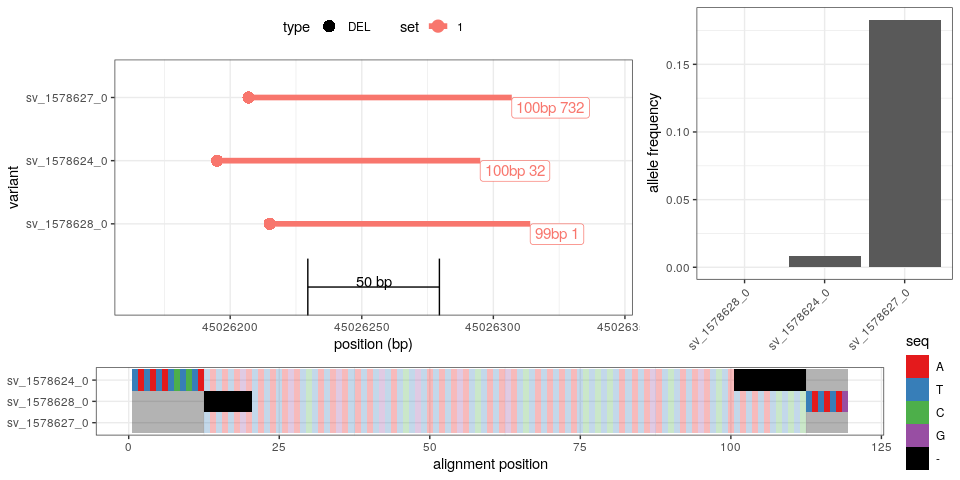 type DEL set 1
variant
sv_1578627_0
100bp 732
sv_1578624_0
100bp 32
sv_1578628_0
99bp 1
50 bp
45026200 45026250 45026300 450263
position (bp)
allele frequency
0.15
0.10
0.05
0.00
sv_1578628_0 sv_1578624_0 sv_1578627_0
sv_1578624_0
sv_1578628_0
sv_1578627_0
0 25 50 75 100 125
alignment position
seq
A
T
C
G
-